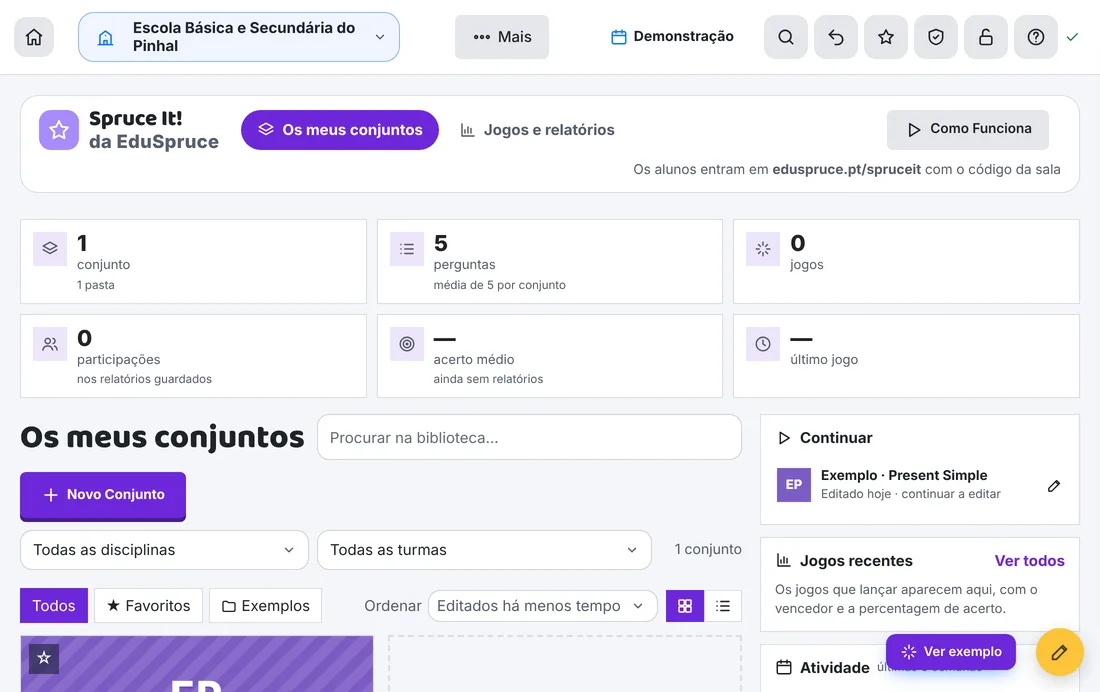 Escola Básica e Secundária do
Pinhal
Mais
Demonstração
Spruce It!
da EduSpruce
Os meus conjuntos
Jogos e relatórios
Como Funciona
Os alunos entram em eduspruce.pt/spruceit com o código da sala
1
conjunto
1 pasta
5
perguntas
média de 5 por conjunto
0
jogos
0
participações
nos relatórios guardados
—
acerto médio
ainda sem relatórios
—
último jogo
Os meus conjuntos
Procurar na biblioteca...
Novo Conjunto
Todas as disciplinas
Todas as turmas
1 conjunto
Todos
★ Favoritos
Exemplos
Ordenar
Editados há menos tempo
EP
Continuar
EP
Exemplo · Present Simple
Editado hoje · continuar a editar
Jogos recentes
Ver todos
Os jogos que lançar aparecem aqui, com o
vencedor e a percentagem de acerto.
Ver exemplo
Atividade